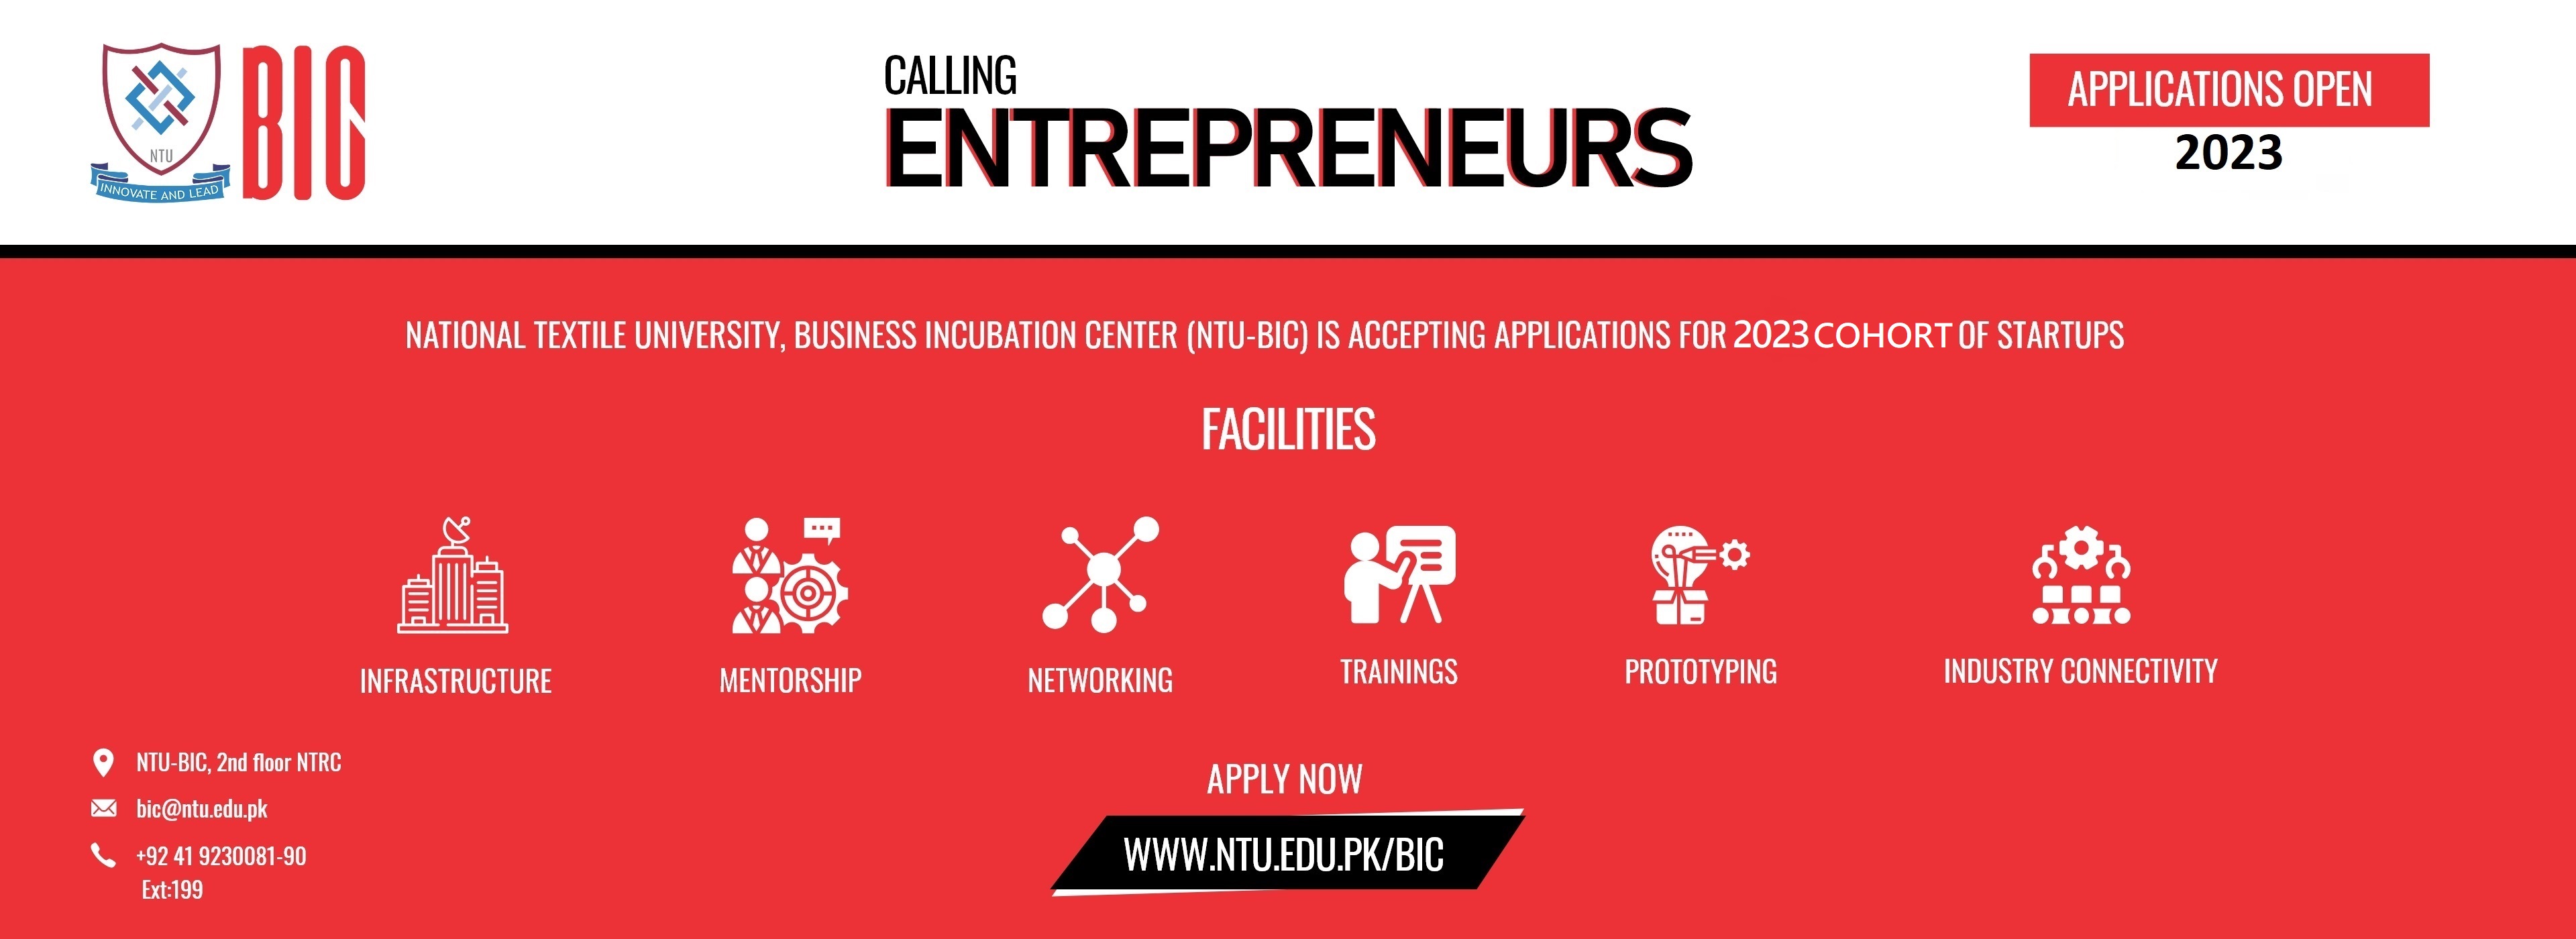 NTU
INNOVATE AND LEAD
BIC
CALLING
ENTREPRENEURS
APPLICATIONS OPEN
2023
NATIONAL TEXTILE UNIVERSITY, BUSINESS INCUBATION CENTER (NTU-BIC) IS ACCEPTING APPLICATIONS FOR 2023 COHORT OF STARTUPS
FACILITIES
INFRASTRUCTURE
MENTORSHIP
NETWORKING
TRAININGS
PROTOTYPING
INDUSTRY CONNECTIVITY
NTU-BIC, 2nd floor NTRC
bic@ntu.edu.pk
+92 41 9230081-90
Ext:199
APPLY NOW
WWW.NTU.EDU.PK/BIC